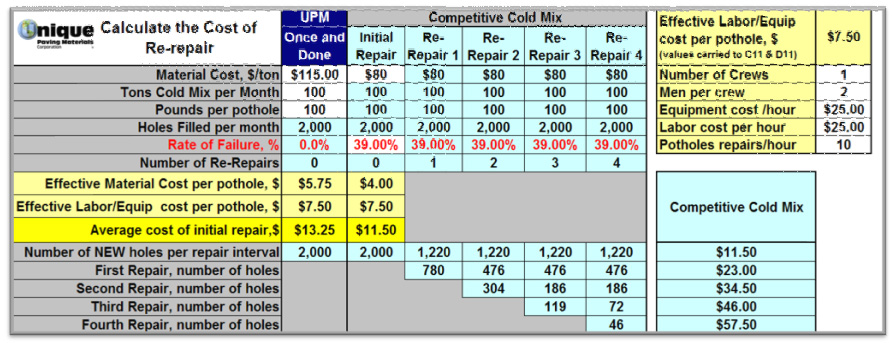 Unique
Paving Materials
Corporation
Calculate the Cost of
Re-repair
UPM
Once and
Done
Competitive Cold Mix
Initial
Repair
Re-
Repair 1
Re-
Repair 2
Re-
Repair 3
Re-
Repair 4
Material Cost, $/ton $115.00 $80 $80 $80 $80 $80
Tons Cold Mix per Month 100 100 100 100 100 100
Pounds per pothole 100 100 100 100 100 100
Holes Filled per month 2,000 2,000 2,000 2,000 2,000 2,000
Rate of Failure, % 0.0% 39.00% 39.00% 39.00% 39.00% 39.00%
Number of Re-Repairs 0 0 1 2 3 4
Effective Material Cost per pothole, $ $5.75 $4.00
Effective Labor/Equip cost per pothole, $ $7.50 $7.50
Average cost of initial repair,$ $13.25 $11.50
Number of NEW holes per repair interval 2,000 2,000 1,220 1,220 1,220 1,220
First Repair, number of holes 780 476 476 476
Second Repair, number of holes 304 186 186
Third Repair, number of holes 119 72
Fourth Repair, number of holes 46
Effective Labor/Equip
cost per pothole, $
(values carried to C11 & D11)
$7.50
Number of Crews 1
Men per crew 2
Equipment cost /hour $25.00
Labor cost per hour $25.00
Potholes repairs/hour 10
Competitive Cold Mix
$11.50
$23.00
$34.50
$46.00
$57.50